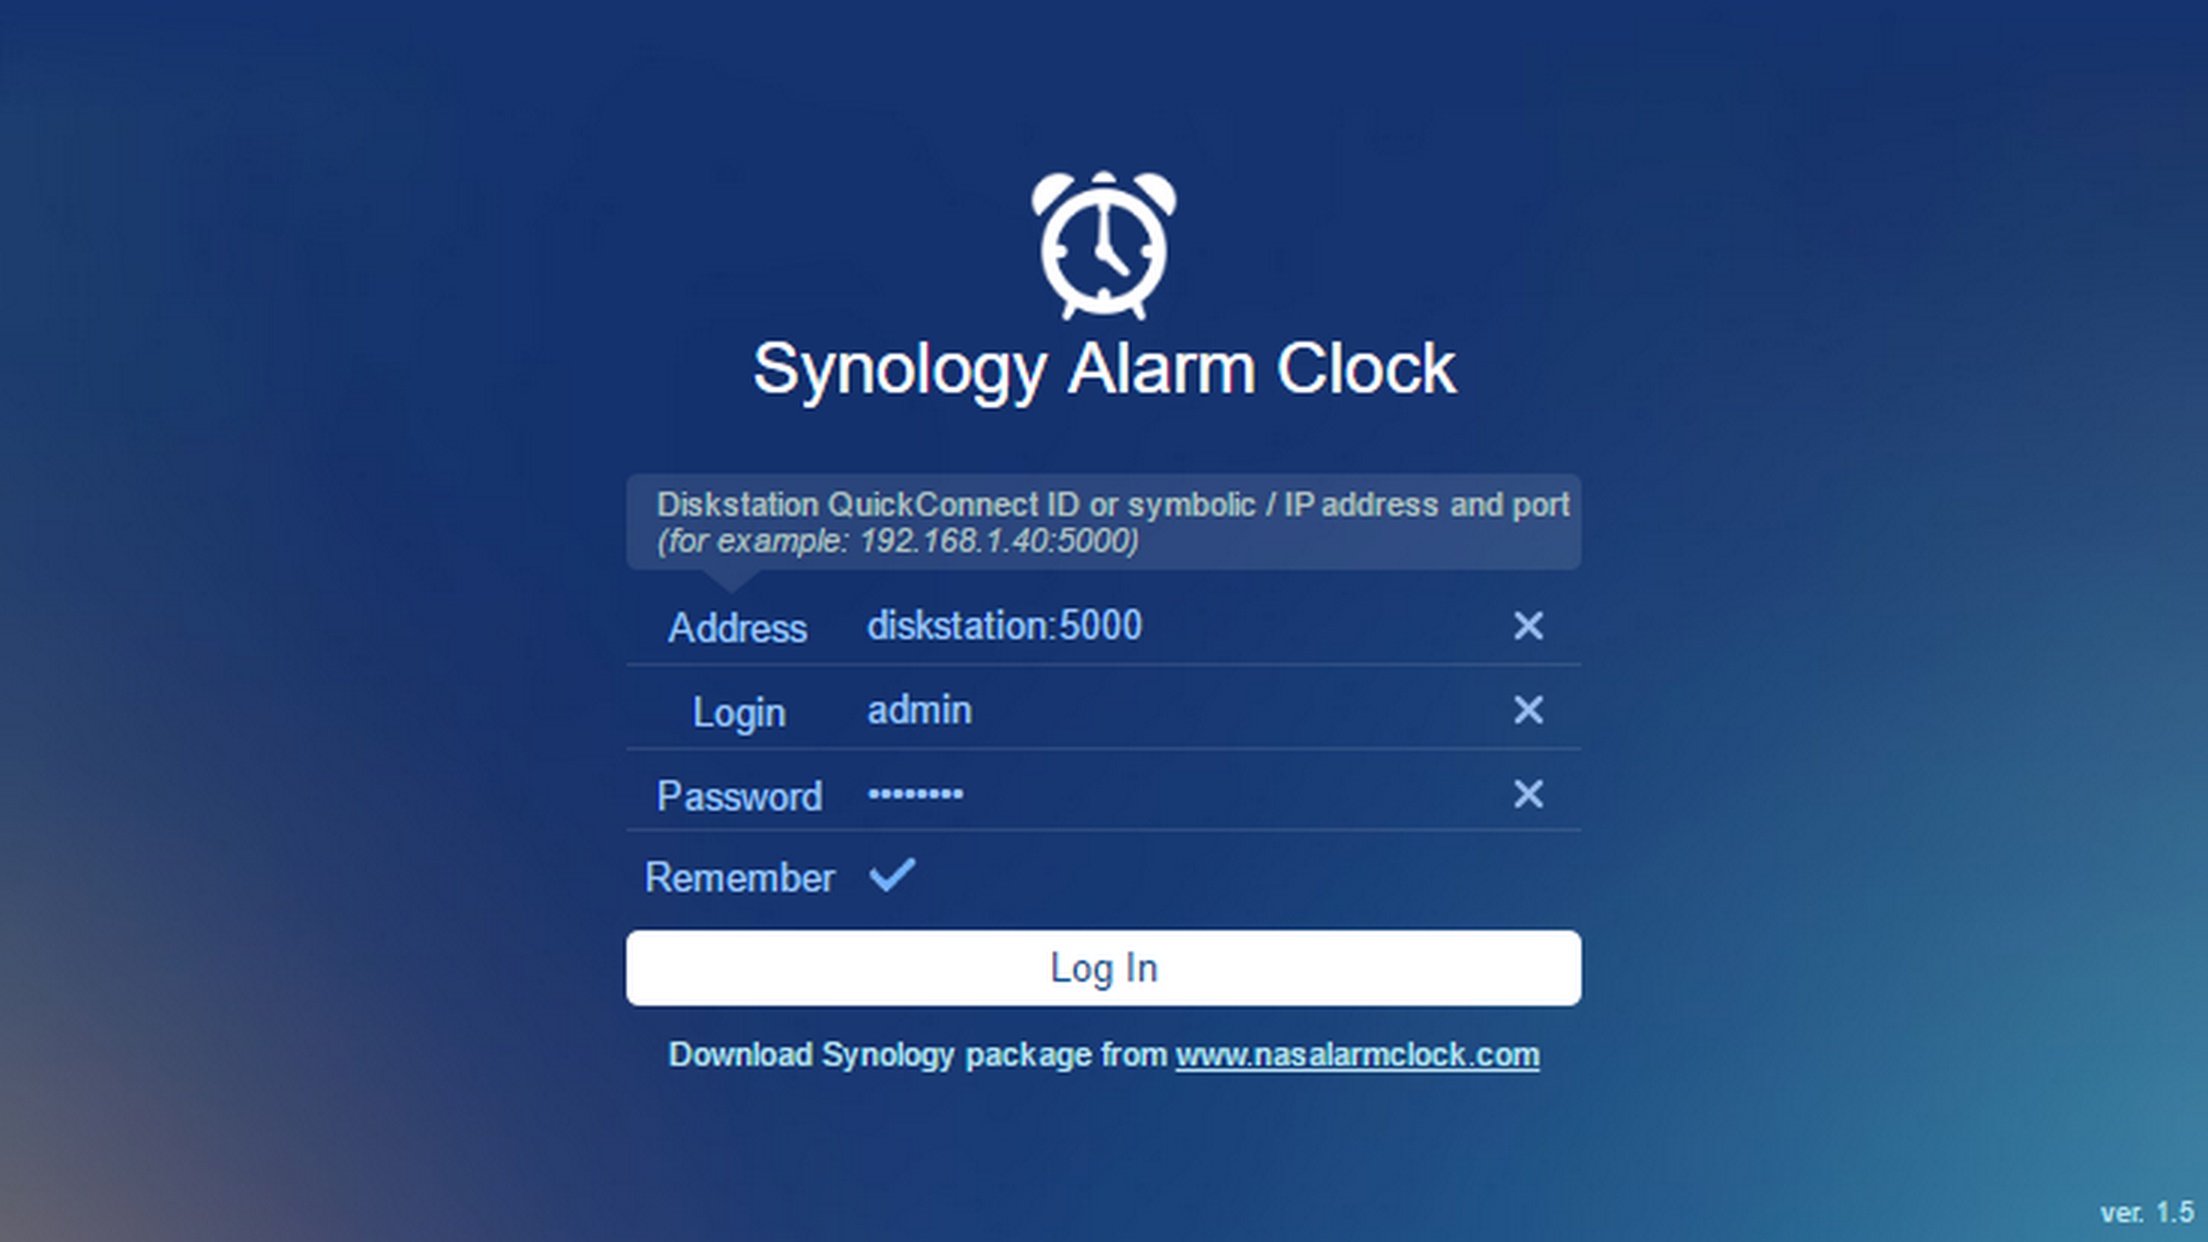 Synology Alarm Clock
Diskstation QuickConnect ID or symbolic / IP address and port
(for example: 192.168.1.40:5000)
Address diskstation:5000
Login admin
Password ••••••••
Remember
Log In
Download Synology package from www.nasalarmclock.com
ver. 1.5